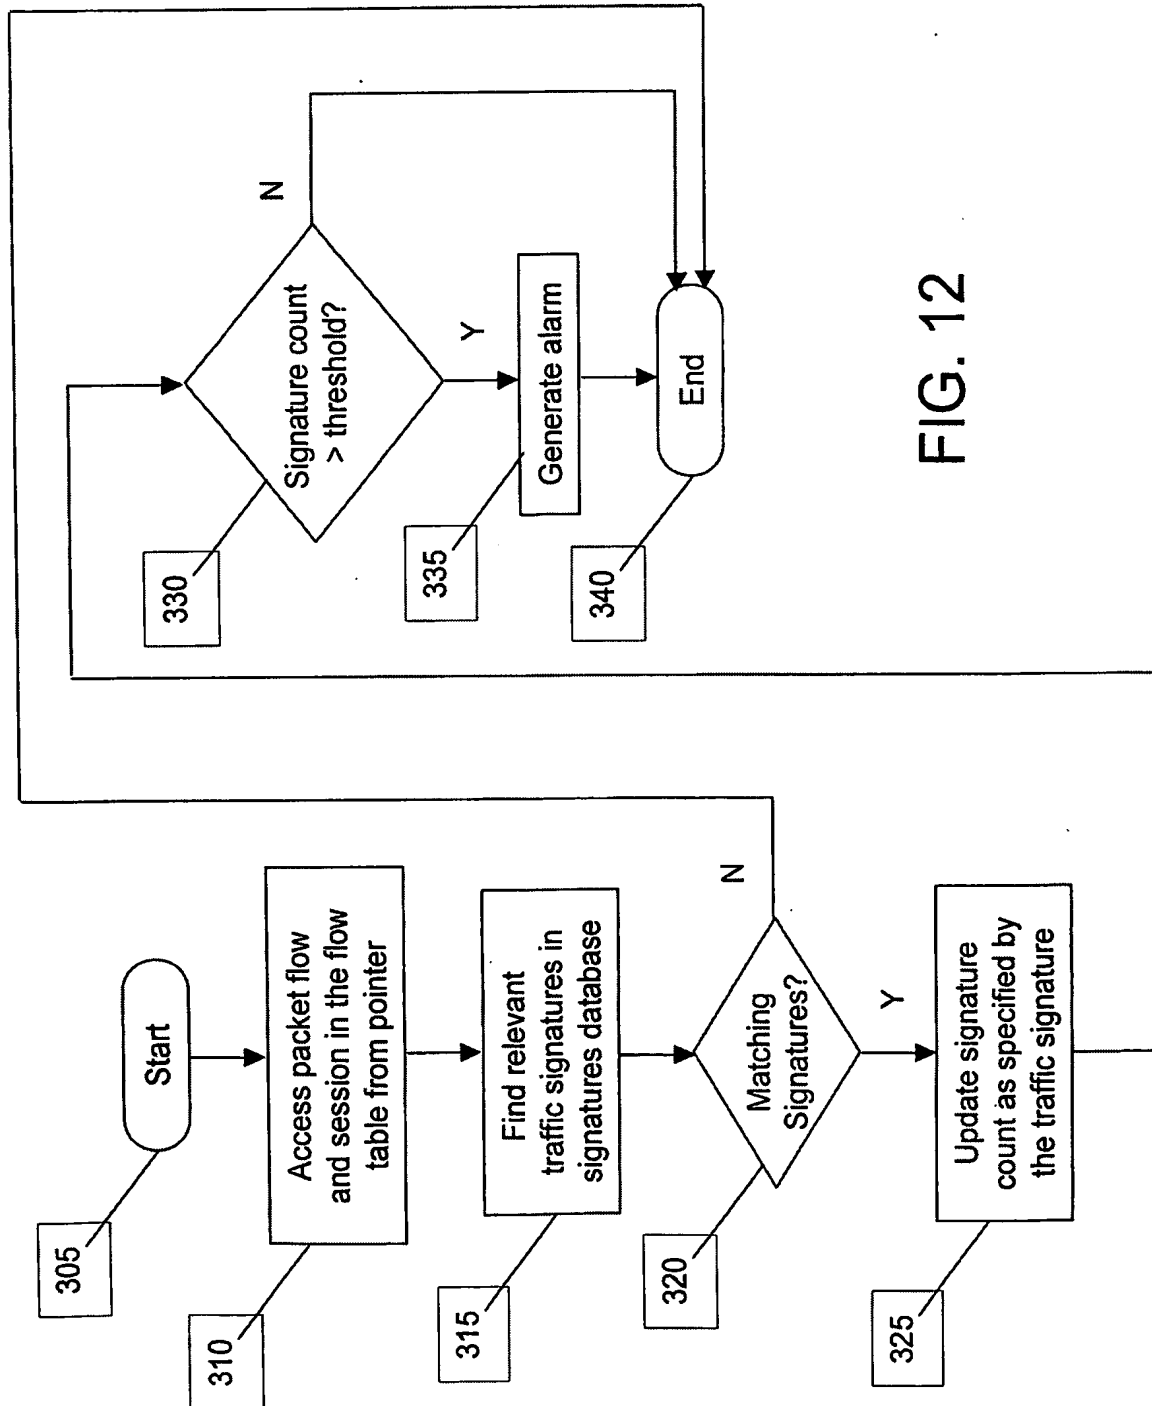 305
Start
310
Access packet flow
and session in the flow
table from pointer
315
Find relevant
traffic signatures in
signatures database
320
Matching
Signatures?
N
Y
325
Update signature
count as specified by
the traffic signature
330
Signature count
> threshold?
N
Y
335
Generate alarm
340
End
FIG. 12